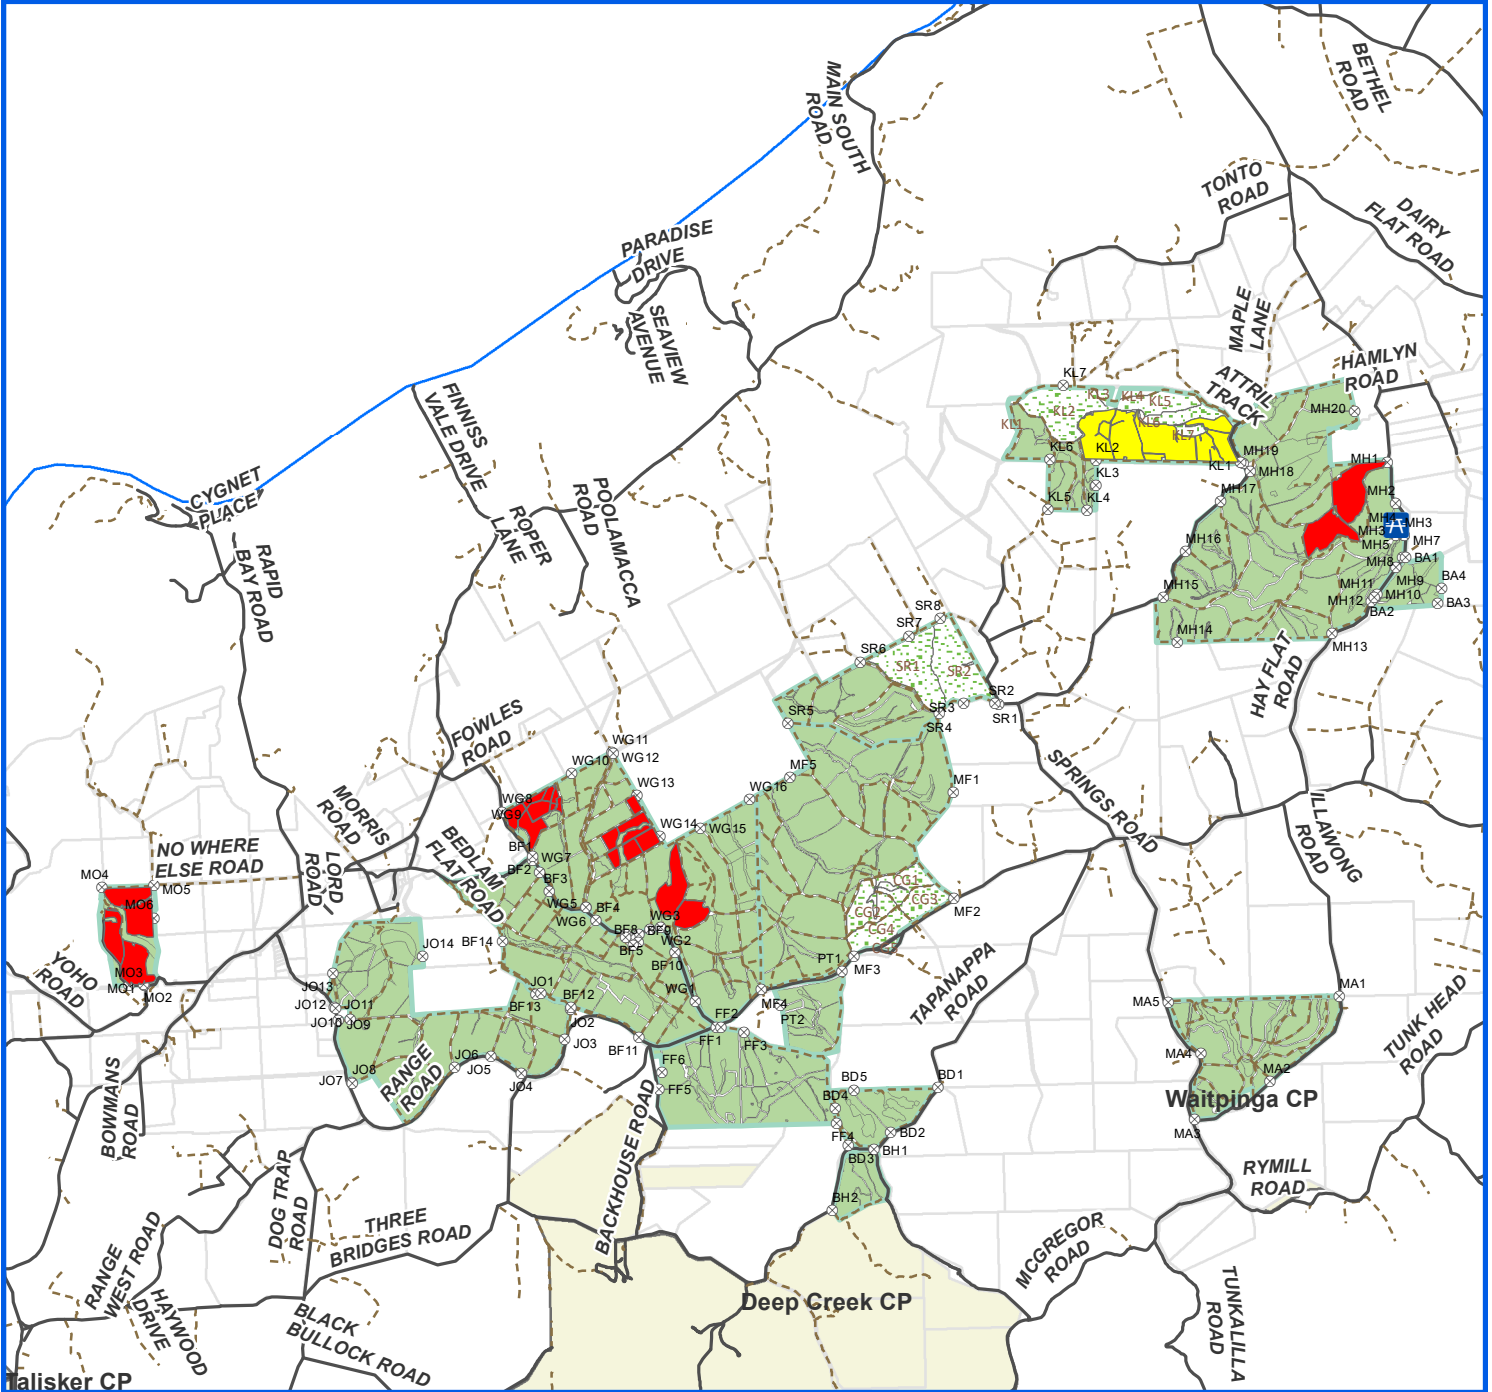 BETHEL
ROAD
MAIN SOUTH
ROAD
TONTO
ROAD
DAIRY
FLAT ROAD
PARADISE
DRIVE
SEAVIEW
AVENUE
MAPLE
LANE
HAMLYN
ROAD
ATTRIL
TRACK
FINNISS
VALE DRIVE
KL7
KL3
KL4
KL5
KL2
KL1
KL6
KL7
KL6
KL2
KL1
KL3
KL5
KL4
MH20
MH19
MH18
MH1
MH17
MH2
MH4
MH3
MH3
MH5
MH7
MH16
MH8
BA1
MH15
MH11
MH9
MH10
MH12
BA4
BA3
BA2
MH14
MH13
HAY FLAT
ROAD
CYGNET
PLACE
RAPID
BAY ROAD
ROPER
LANE
POOLAMACCA
ROAD
SR8
SR7
SR6
SR1
SR2
SR2
SR3
SR1
SR4
SR5
FOWLES
ROAD
WG11
WG12
WG10
WG13
MF5
WG16
MF1
SPRINGS ROAD
ILLAWONG
ROAD
MORRIS
ROAD
WG8
WG9
WG14
WG15
BEDLAM
FLAT ROAD
NO WHERE
ELSE ROAD
LORD
ROAD
BF1
WG7
BF2
BF3
MO4
MO5
MO6
WG5
BF4
WG6
WG3
BF8
BF9
BF5
WG2
BF14
BF10
CG1
CG3
CG2
CG4
MF2
JO14
YOHO
ROAD
MO3
MO1
MO2
PT1
MF3
TAPANAPPA
ROAD
JO13
JO12
JO11
JO10
JO9
JO1
BF13
BF12
WG1
MF4
PT2
MA5
MA1
TUNK HEAD
ROAD
JO2
JO3
FF2
FF1
FF3
BF11
JO6
JO5
JO8
JO7
RANGE
ROAD
JO4
FF6
FF5
BD5
BD1
BD4
MA4
MA2
Waitpinga CP
BOWMANS
ROAD
BACKHOUSE ROAD
FF4
BD2
BD3
BH1
MA3
BH2
RYMILL
ROAD
DOG TRAP
ROAD
THREE
BRIDGES ROAD
RANGE
WEST ROAD
HAYWOOD
DRIVE
MCGREGOR
ROAD
TUNKALILLA
ROAD
Deep Creek CP
BLACK
BULLOCK ROAD
Talisker CP